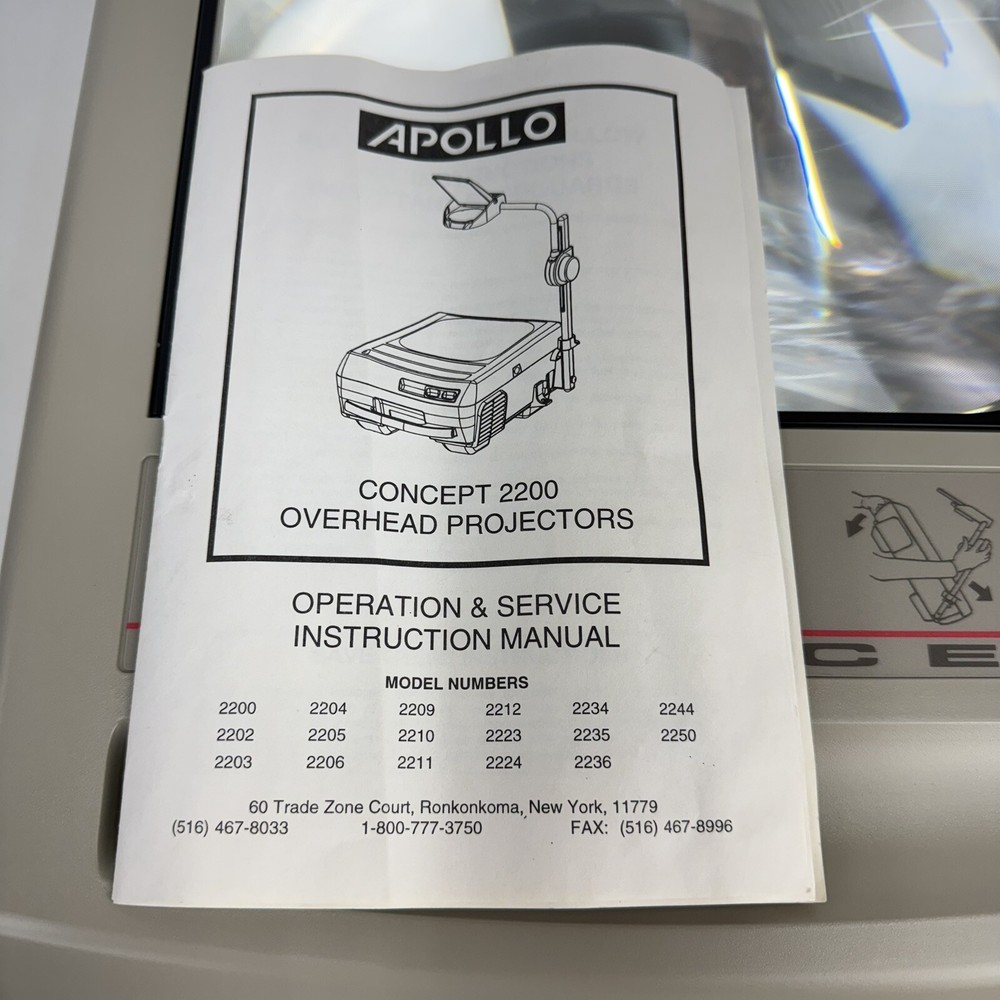 APOLLO
CONCEPT 2200
OVERHEAD PROJECTORS
OPERATION & SERVICE
INSTRUCTION MANUAL
MODEL NUMBERS
2200 2204 2209 2212 2234 2244
2202 2205 2210 2223 2235 2250
2203 2206 2211 2224 2236
60 Trade Zone Court, Ronkonkoma, New York, 11779
(516) 467-8033 1-800-777-3750 FAX: (516) 467-8996
C E